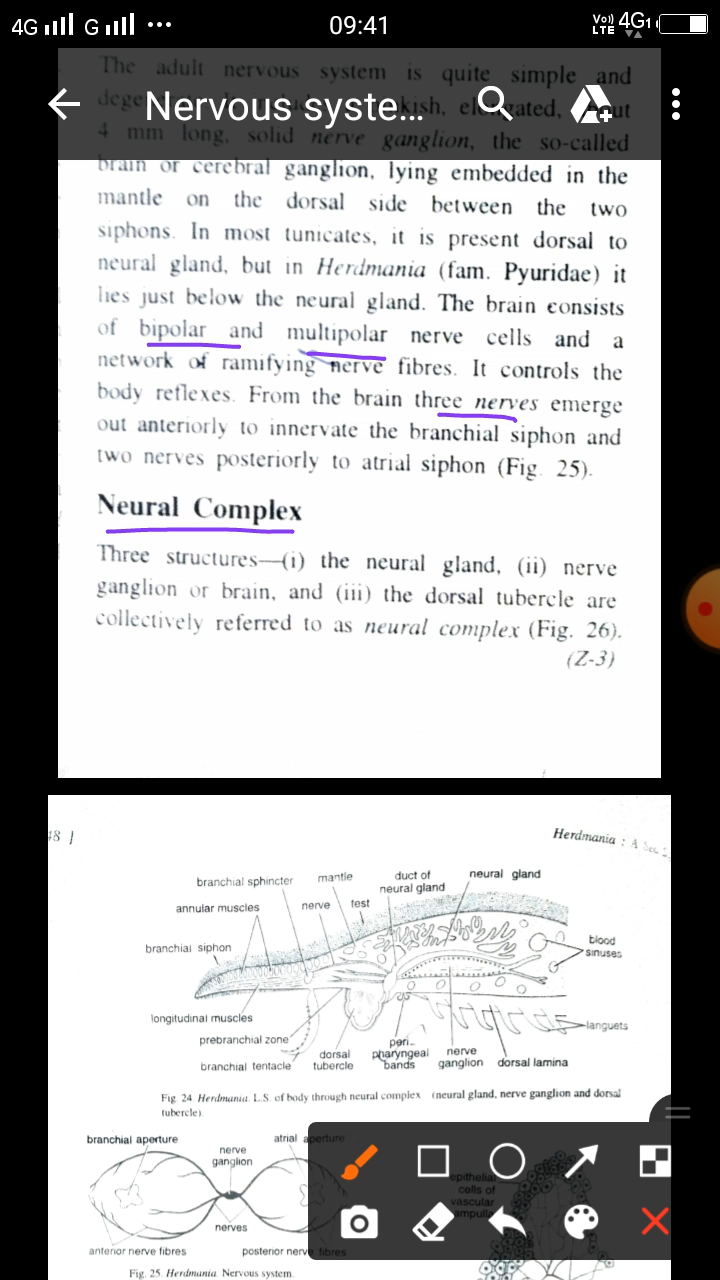 4G G ••• 09:41 Vo)) LTE 4G1
The adult nervous system is quite simple and
Nervous syste...
4 mm long, solid nerve ganglion, the so-called
brain or cerebral ganglion, lying embedded in the
mantle on the dorsal side between the two
siphons. In most tunicates, it is present dorsal to
neural gland, but in Herdmania (fam. Pyuridae) it
lies just below the neural gland. The brain consists
of bipolar and multipolar nerve cells and a
network of ramifying nerve fibres. It controls the
body reflexes. From the brain three nerves emerge
out anteriorly to innervate the branchial siphon and
two nerves posteriorly to atrial siphon (Fig. 25).
Neural Complex
Three structures—(i) the neural gland, (ii) nerve
ganglion or brain, and (iii) the dorsal tubercle are
collectively referred to as neural complex (Fig. 26).
(Z-3)
48 ]
Herdmania : A
branchial sphincter
mantle
duct of
neural gland
neural gland
annular muscles
nerve
test
branchial siphon
blood
sinuses
longitudinal muscles
languets
prebranchial zone
branchial tentacle
dorsal
tubercle
peri-
pharyngeal
bands
nerve
ganglion
dorsal lamina
Fig. 24. Herdmania. L.S. of body through neural complex (neural gland, nerve ganglion and dorsal
tubercle).
branchial aperture
nerve
ganglion
atrial aperture
nerves
anterior nerve fibres
posterior nerve fibres
Fig. 25. Herdmania. Nervous system.
epithelial
cells of
vascular
ampulla